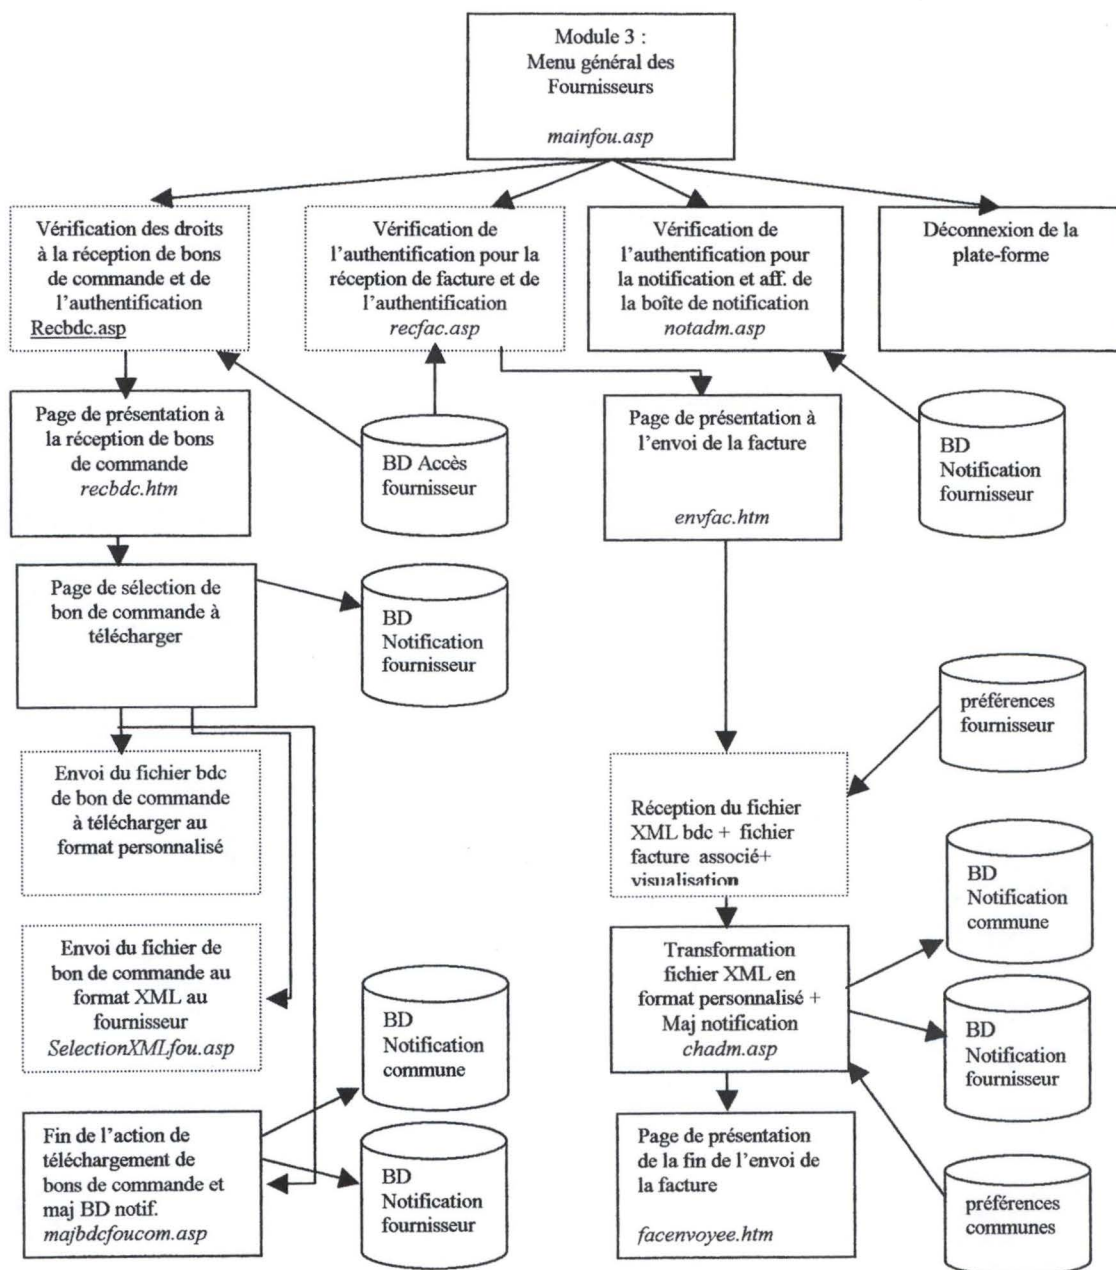 Module 3 :
Menu général des
Fournisseurs
mainfou.asp
Vérification des droits
à la réception de bons
de commande et de
l'authentification
Recbdc.asp
Vérification de
l'authentification pour la
réception de facture et de
l'authentification
recfac.asp
Vérification de
l'authentification pour
la notification et aff. de
la boîte de notification
notadm.asp
Déconnexion de la
plate-forme
Page de présentation à
la réception de bons
de commande
recbdc.htm
BD Accès
fournisseur
Page de présentation à
l'envoi de la facture
envfac.htm
BD
Notification
fournisseur
Page de sélection de
bon de commande à
télécharger
BD
Notification
fournisseur
préférences
fournisseur
Envoi du fichier bdc
de bon de commande
à télécharger au
format personnalisé
Réception du fichier
XML bdc + fichier
facture associé+
visualisation
BD
Notification
commune
Envoi du fichier de
bon de commande au
format XML au
fournisseur
SelectionXMLfou.asp
BD
Notification
commune
Transformation
fichier XML en
format personnalisé +
Maj notification
chadm.asp
BD
Notification
fournisseur
Fin de l'action de
téléchargement de
bons de commande et
maj BD notif.
majbdcfoucom.asp
BD
Notification
fournisseur
Page de présentation
de la fin de l'envoi de
la facture
facenvoyee.htm
préférences
communes